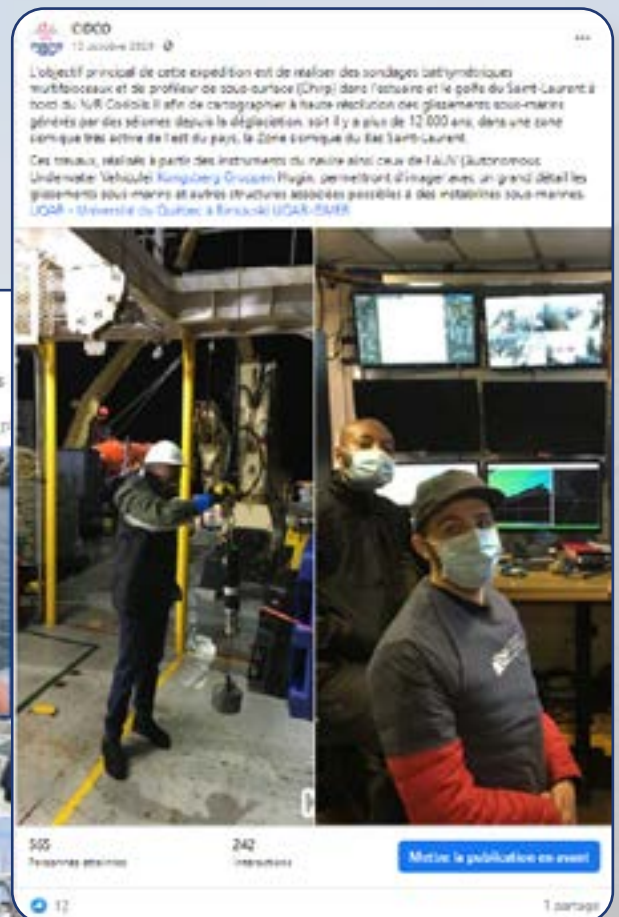 CIDCO
12 octobre
L'objectif principal de cette expédition est de réaliser des sondages bathymétriques
multifaisceaux et de profileur de sous-surface (Chirp) dans l'estuaire et le golfe du Saint-Laurent à
bord du N/R Coriolis II afin de cartographier à haute résolution des glissements sous-marins
générés par des séismes depuis la déglaciation, soit il y a plus de 12 000 ans, dans une zone
sismique très active de l'est du pays, la Zone sismique du Bas Saint-Laurent.
Ces travaux, réalisés à partir des instruments du navire ainsi ceux de l'AUV (Autonomous
Underwater Vehicule) Kongsberg Gruppen Hugin, permettront d'imager avec un grand détail les
glissements sous-marins et autres structures associées possibles à des instabilités sous-marines.
UQAR - Université du Québec à Rimouski UQAR-ISMER
565
242
Personnes atteintes
Interactions
Mettre la publication en avant
12
1 partage